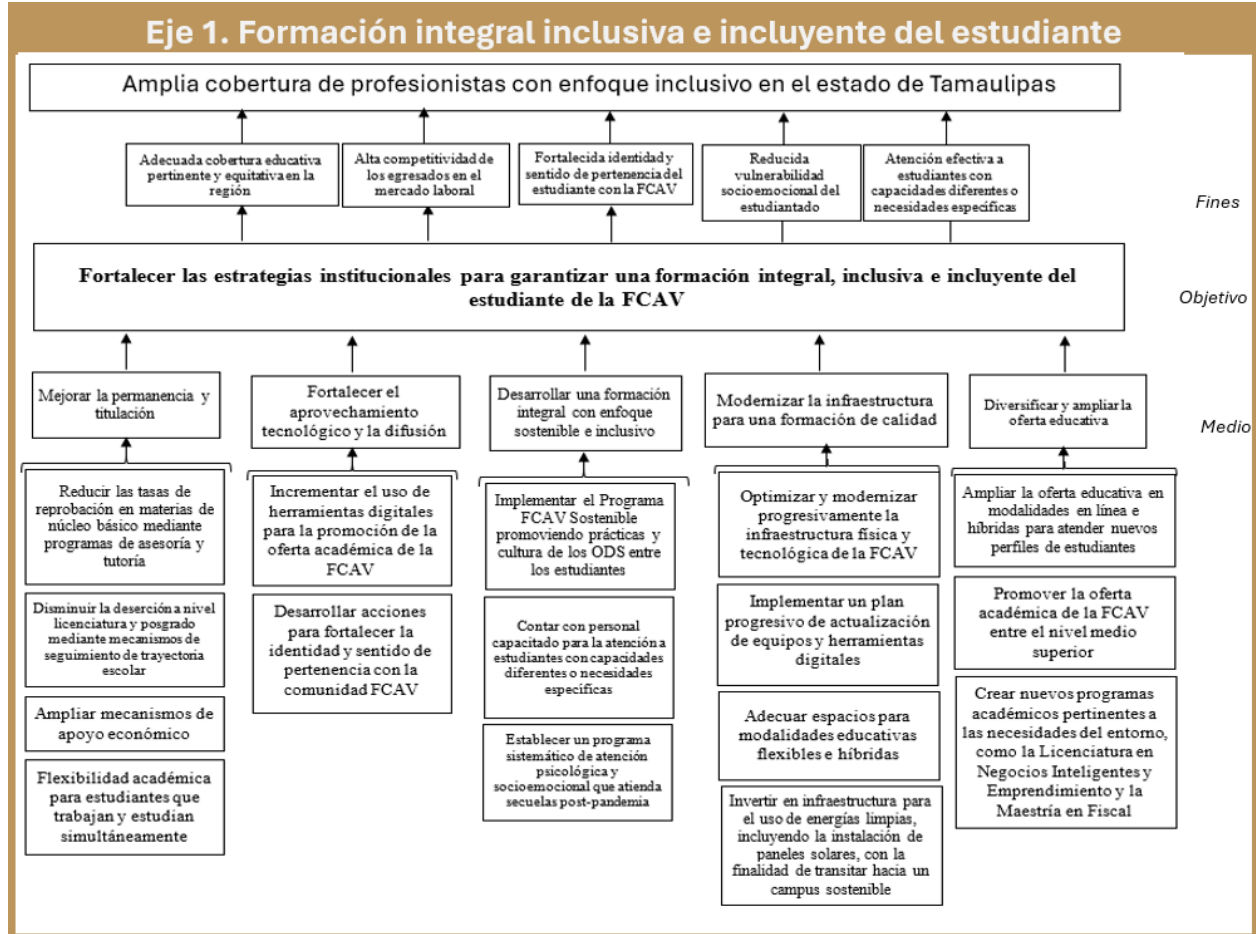 Eje 1. Formación integral inclusiva e incluyente del estudiante
Amplia cobertura de profesionistas con enfoque inclusivo en el estado de Tamaulipas
Adecuada cobertura educativa
pertinente y equitativa en la
región
Alta competitividad de
los egresados en el
mercado laboral
Fortalecida identidad y
sentido de pertenencia del
estudiante con la FCAV
Reducida
vulnerabilidad
socioemocional del
estudiantado
Atención efectiva a
estudiantes con
capacidades diferentes o
necesidades específicas
Fines
Fortalecer las estrategias institucionales para garantizar una formación integral, inclusiva e incluyente del
estudiante de la FCAV
Objetivo
Mejorar la permanencia y
titulación
Fortalecer el
aprovechamiento
tecnológico y la difusión
Desarrollar una formación
integral con enfoque
sostenible e inclusivo
Modernizar la infraestructura
para una formación de calidad
Diversificar y ampliar la
oferta educativa
Medio
Reducir las tasas de
reprobación en materias de
núcleo básico mediante
programas de asesoría y
tutoría
Disminuir la deserción a nivel
licenciatura y posgrado
mediante mecanismos de
seguimiento de trayectoria
escolar
Ampliar mecanismos de
apoyo económico
Flexibilidad académica
para estudiantes que
trabajan y estudian
simultáneamente
Incrementar el uso de
herramientas digitales
para la promoción de la
oferta académica de la
FCAV
Desarrollar acciones
para fortalecer la
identidad y sentido de
pertenencia con la
comunidad FCAV
Implementar el Programa
FCAV Sostenible
promoviendo prácticas y
cultura de los ODS entre
los estudiantes
Contar con personal
capacitado para la atención a
estudiantes con capacidades
diferentes o necesidades
específicas
Establecer un programa
sistemático de atención
psicológica y
socioemocional que atienda
secuelas post-pandemia
Optimizar y modernizar
progresivamente la
infraestructura física y
tecnológica de la FCAV
Implementar un plan
progresivo de actualización
de equipos y herramientas
digitales
Adecuar espacios para
modalidades educativas
flexibles e híbridas
Invertir en infraestructura para
el uso de energías limpias,
incluyendo la instalación de
paneles solares, con la
finalidad de transitar hacia un
campus sostenible
Ampliar la oferta educativa en
modalidades en línea e
híbridas para atender nuevos
perfiles de estudiantes
Promover la oferta
académica de la FCAV
entre el nivel medio
superior
Crear nuevos programas
académicos pertinentes a
las necesidades del entorno,
como la Licenciatura en
Negocios Inteligentes y
Emprendimiento y la
Maestría en Fiscal